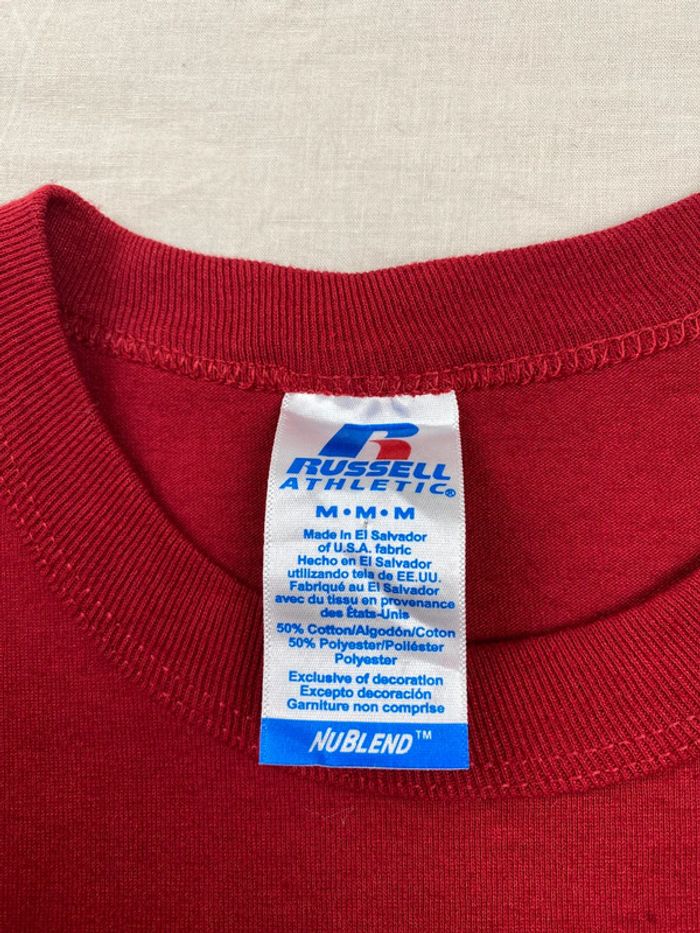 RUSSELL
ATHLETIC®
M•M•M
Made in El Salvador
of U.S.A. fabric
Hecho en El Salvador
utilizando tela de EE.UU.
Fabriqué au El Salvador
avec du tissu en provenance
des États-Unis
50% Cotton/Algodón/Coton
50% Polyester/Poliéster
Polyester
Exclusive of decoration
Excepto decoración
Garniture non comprise
NUBLEND™